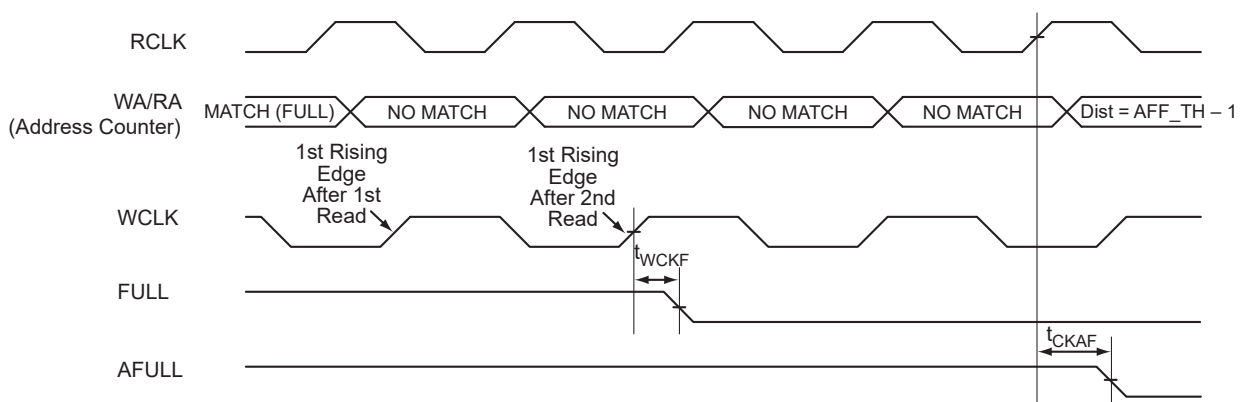 RCLK
WA/RA
(Address Counter)
MATCH (FULL)
NO MATCH
NO MATCH
NO MATCH
NO MATCH
Dist = AFF_TH – 1
1st Rising
Edge
After 1st
Read
1st Rising
Edge
After 2nd
Read
WCLK
tWCKF
FULL
tCKAF
AFULL